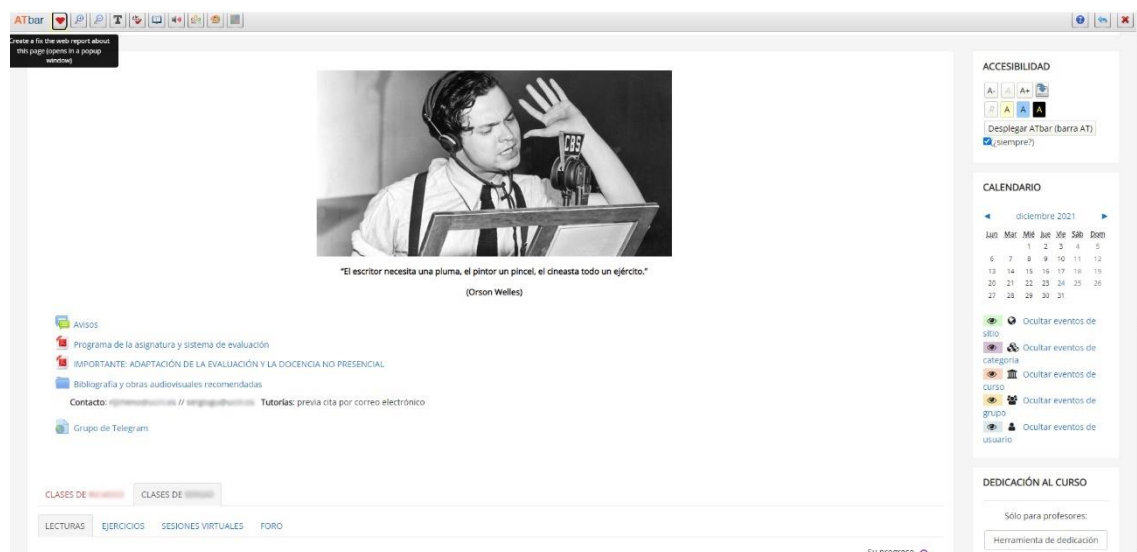 ATbar
T
Create a fix the web report about
this page (opens in a popup
window)
CBS
"El escritor necesita una pluma, el pintor un pincel, el cineasta todo un ejército."
(Orson Welles)
Avisos
Programa de la asignatura y sistema de evaluación
IMPORTANTE: ADAPTACIÓN DE LA EVALUACIÓN Y LA DOCENCIA NO PRESENCIAL
Bibliografía y obras audiovisuales recomendadas
Contacto: // Tutorías: previa cita por correo electrónico
Grupo de Telegram
CLASES DE CLASES DE
LECTURAS EJERCICIOS SESIONES VIRTUALES FORO
Su progreso
ACCESIBILIDAD
A- A A+
R A A A
Desplegar ATbar (barra AT)
¿siempre?)
CALENDARIO
◄ diciembre 2021 ►
Lun Mar Mié Jue Vie Sáb Dom
1 2 3 4 5
6 7 8 9 10 11 12
13 14 15 16 17 18 19
20 21 22 23 24 25 26
27 28 29 30 31
Ocultar eventos de
sitio
Ocultar eventos de
categoría
Ocultar eventos de
curso
Ocultar eventos de
grupo
Ocultar eventos de
usuario
DEDICACIÓN AL CURSO
Sólo para profesores:
Herramienta de dedicación